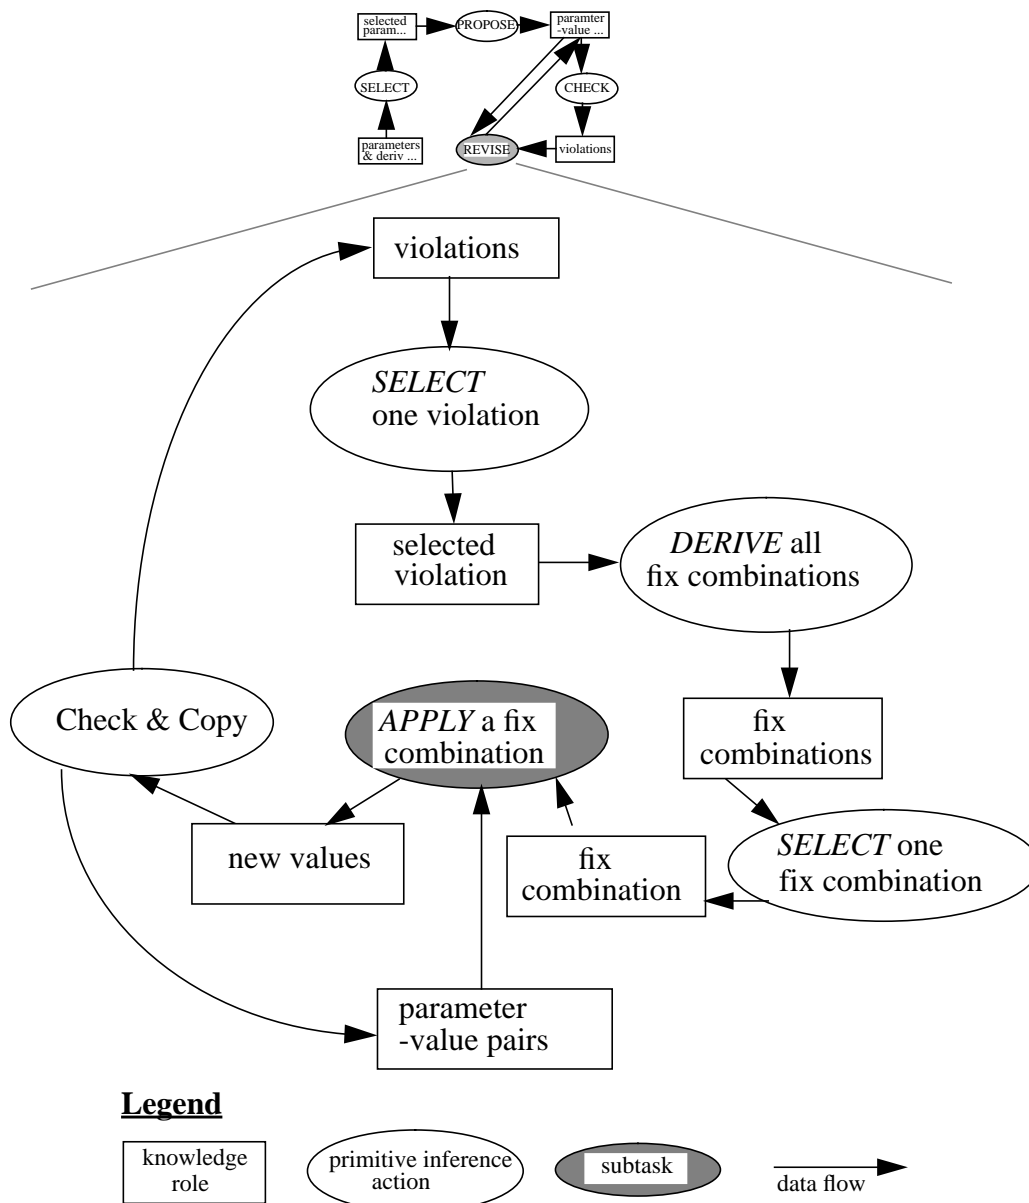 selected
param...
PROPOSE
paramter
-value ...
SELECT
CHECK
parameters
& deriv ...
REVISE
violations
violations
SELECT
one violation
selected
violation
DERIVE all
fix combinations
Check & Copy
APPLY a fix
combination
fix
combinations
new values
fix
combination
SELECT one
fix combination
parameter
-value pairs
Legend
knowledge
role
primitive inference
action
subtask
data flow